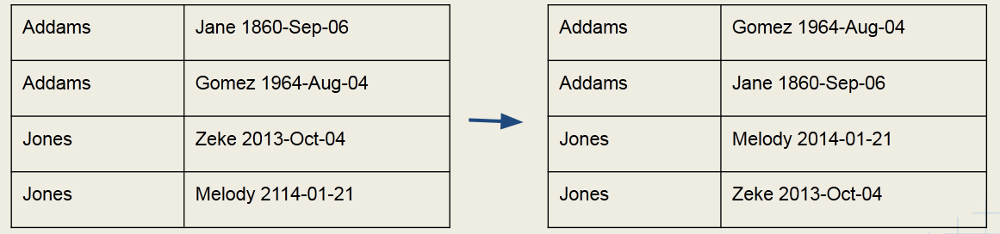 Addams Jane 1860-Sep-06
Addams Gomez 1964-Aug-04
Jones Zeke 2013-Oct-04
Jones Melody 2114-01-21
Addams Gomez 1964-Aug-04
Addams Jane 1860-Sep-06
Jones Melody 2014-01-21
Jones Zeke 2013-Oct-04